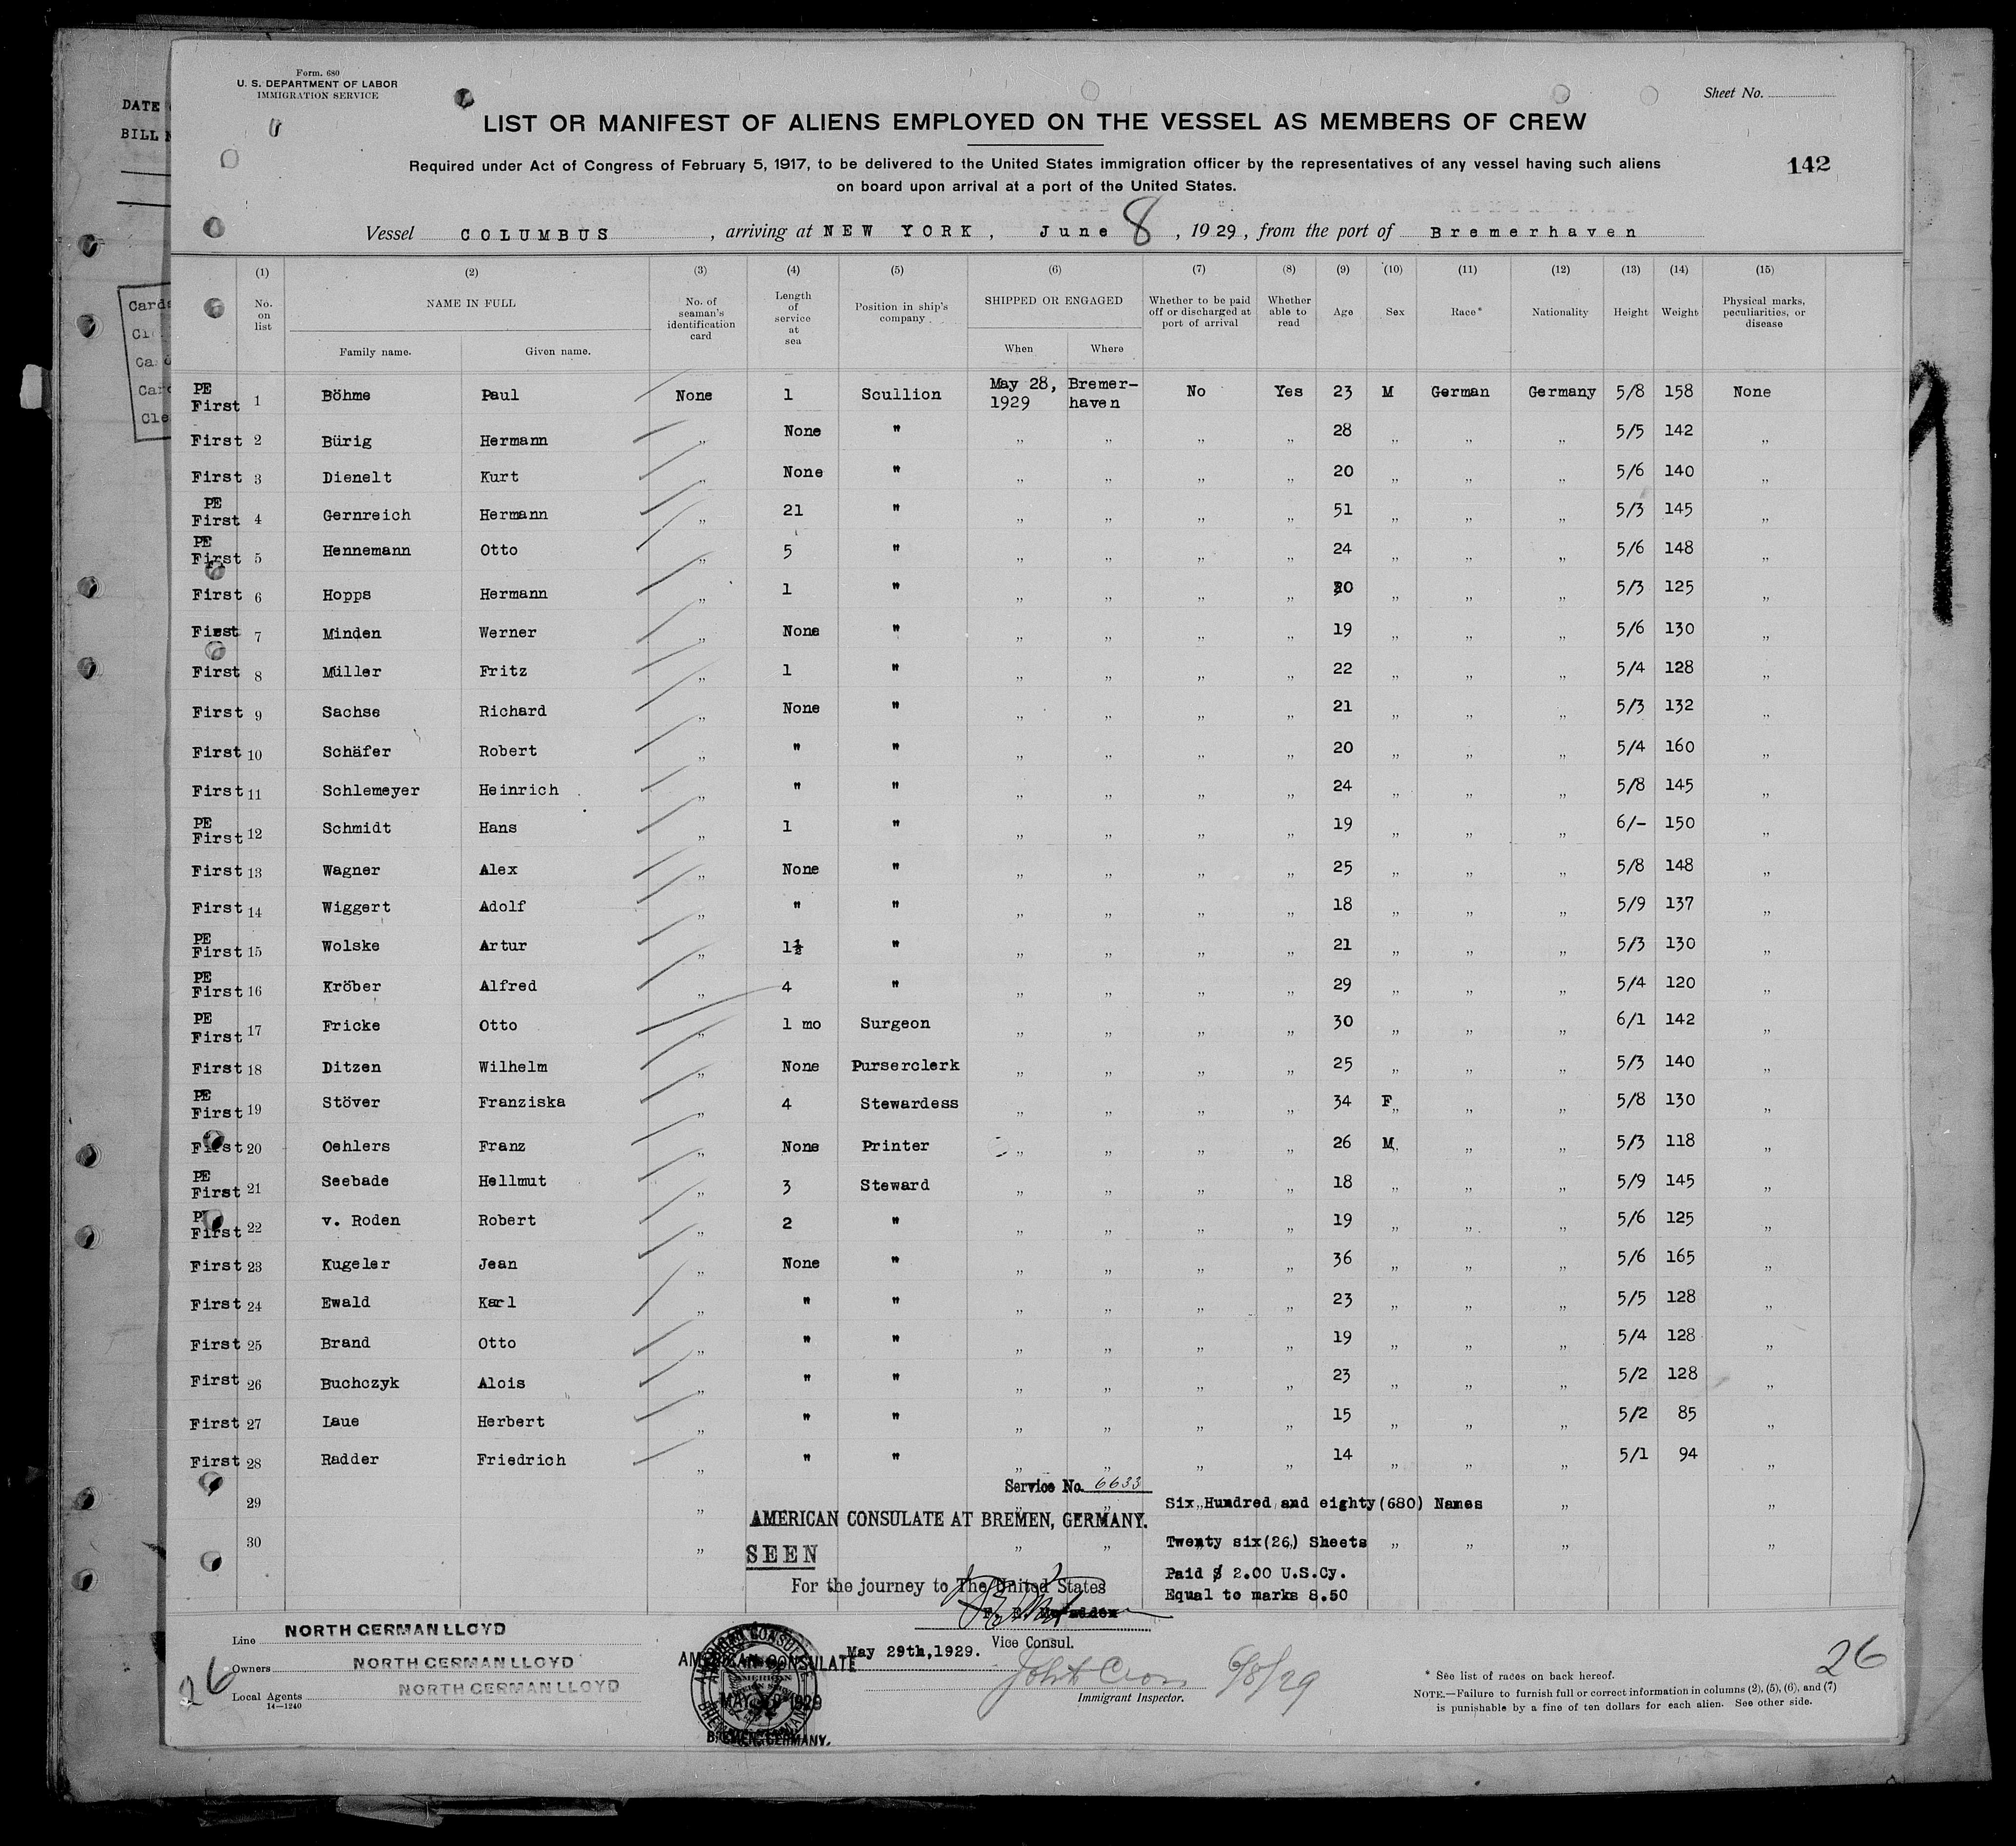 DATE
BILL
Form. 680
U. S. DEPARTMENT OF LABOR
IMMIGRATION SERVICE
Sheet No.
LIST OR MANIFEST OF ALIENS EMPLOYED ON THE VESSEL AS MEMBERS OF CREW
Required under Act of Congress of February 5, 1917, to be delivered to the United States immigration officer by the representatives of any vessel having such aliens
on board upon arrival at a port of the United States.
142
Vessel COLUMBUS, arriving at NEW YORK, June 8, 1929, from the port of Bremerhaven
(1) (2) (3) (4) (5) (6) (7) (8) (9) (10) (11) (12) (13) (14) (15)
No. on list
NAME IN FULL
Family name. Given name.
No. of seaman's identification card
Length of service at sea
Position in ship's company
SHIPPED OR ENGAGED
When Where
Whether to be paid off or discharged at port of arrival
Whether able to read
Age Sex Race* Nationality Height Weight
Physical marks, peculiarities, or disease
PE First 1 Böhme Paul None 1 Scullion May 28, 1929 Bremer-haven No Yes 23 M German Germany 5/8 158 None
First 2 Bürig Hermann „ None " „ „ „ „ 28 „ „ „ 5/5 142 „
First 3 Dienelt Kurt „ None " „ „ „ „ 20 „ „ „ 5/6 140 „
PE First 4 Gernreich Hermann „ 21 " „ „ „ „ 51 „ „ „ 5/3 145 „
PE First 5 Hennemann Otto „ 5 " „ „ „ „ 24 „ „ „ 5/6 148 „
First 6 Hopps Hermann „ 1 " „ „ „ „ „ „ „ 5/3 125 „
First 7 Minden Werner „ None " „ „ „ „ 19 „ „ „ 5/6 130 „
First 8 Müller Fritz „ 1 " „ „ „ „ 22 „ „ „ 5/4 128 „
First 9 Sachse Richard „ None " „ „ „ „ 21 „ „ „ 5/3 132 „
First 10 Schäfer Robert „ " " „ „ „ „ 20 „ „ „ 5/4 160 „
First 11 Schlemeyer Heinrich „ " " „ „ „ „ 24 „ „ „ 5/8 145 „
PE First 12 Schmidt Hans „ 1 " „ „ „ „ 19 „ „ „ 6/- 150 „
First 13 Wagner Alex „ None " „ „ „ „ 25 „ „ „ 5/8 148 „
First 14 Wiggert Adolf „ " " „ „ „ „ 18 „ „ „ 5/9 137 „
PE First 15 Wolske Artur „ 1½ " „ „ „ „ 21 „ „ „ 5/3 130 „
PE First 16 Kröber Alfred „ 4 " „ „ „ „ 29 „ „ „ 5/4 120 „
PE First 17 Fricke Otto „ 1 mo Surgeon „ „ „ „ 30 „ „ „ 6/1 142 „
First 18 Ditzen Wilhelm „ None Purserclerk „ „ „ „ 25 „ „ „ 5/3 140 „
PE First 19 Stöver Franziska „ 4 Stewardess „ „ „ „ 34 F „ „ „ 5/8 130 „
First 20 Oehlers Franz „ None Printer „ „ „ „ 26 M „ „ „ 5/3 118 „
PE First 21 Seebade Hellmut „ 3 Steward „ „ „ „ 18 „ „ „ 5/9 145 „
First 22 v. Roden Robert „ 2 " „ „ „ „ 19 „ „ „ 5/6 125 „
First 23 Kugeler Jean „ None " „ „ „ „ 36 „ „ „ 5/6 165 „
First 24 Ewald Karl „ " " „ „ „ „ 23 „ „ „ 5/5 128 „
First 25 Brand Otto „ " " „ „ „ „ 19 „ „ „ 5/4 128 „
First 26 Buchczyk Alois „ " " „ „ „ „ 23 „ „ „ 5/2 128 „
First 27 Laue Herbert „ " " „ „ „ „ 15 „ „ „ 5/2 85 „
First 28 Radder Friedrich „ " " „ „ „ „ 14 „ „ „ 5/1 94 „
Service No. 6633
29 „ Six Hundred and eighty (680) Names „ „
AMERICAN CONSULATE AT BREMEN, GERMANY.
30 „ „ „ Twenty six (26) Sheets „ „ „ „
SEEN
Paid $ 2.00 U.S.Cy.
For the journey to The United States
Equal to marks 8.50
Line NORTH GERMAN LLOYD
Owners NORTH GERMAN LLOYD
Local Agents NORTH GERMAN LLOYD
14—1240
26
AMERICAN CONSULATE
BREMEN, GERMANY.
May 29th, 1929. Vice Consul.
6/8/29
Immigrant Inspector.
26
* See list of races on back hereof.
NOTE.—Failure to furnish full or correct information in columns (2), (5), (6), and (7)
is punishable by a fine of ten dollars for each alien. See other side.